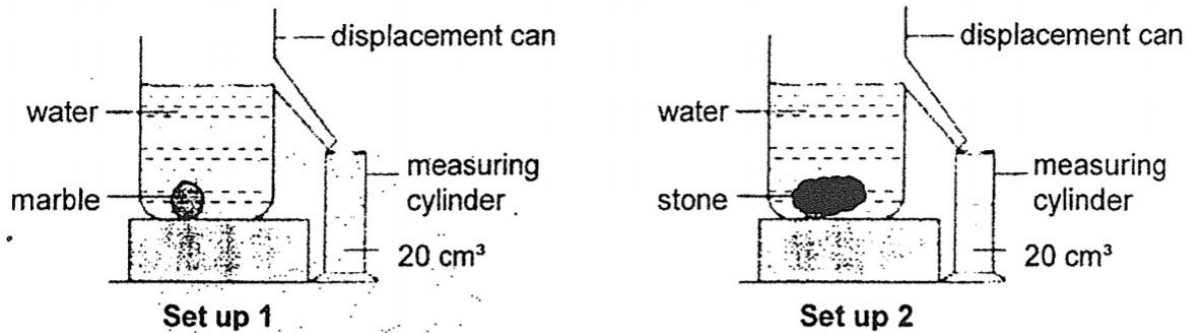 displacement can
water
marble
measuring
cylinder
20 cm³
Set up 1
displacement can
water
stone
measuring
cylinder
20 cm³
Set up 2